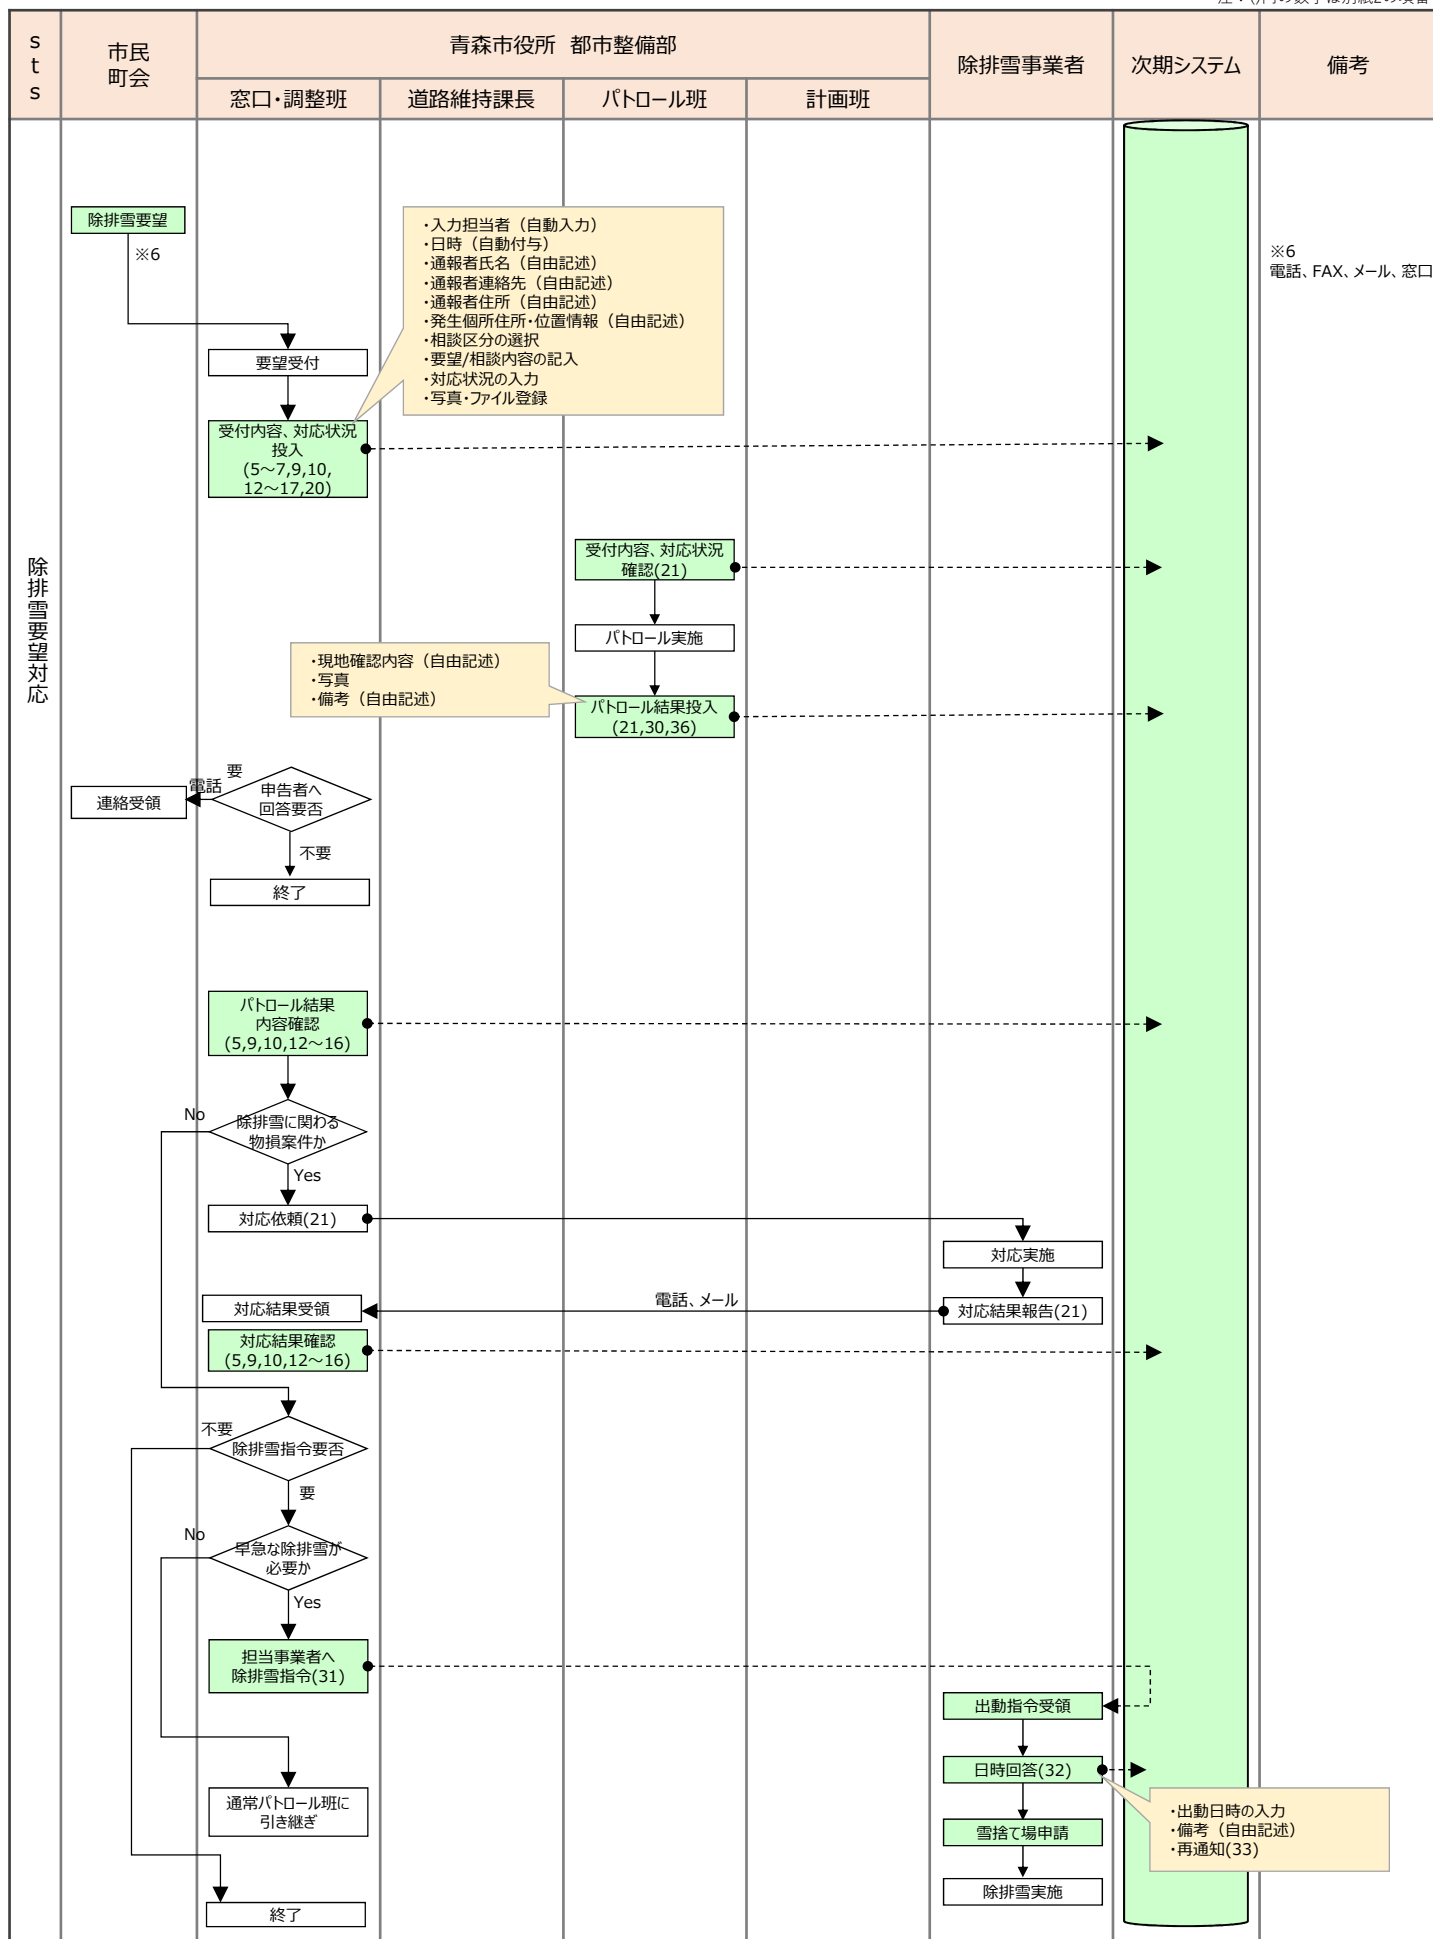 sts
市民
町会
青森市役所 都市整備部
窓口・調整班
道路維持課長
パトロール班
計画班
除排雪事業者
次期システム
備考
除排雪要望対応
除排雪要望
※6
・入力担当者（自動入力）
・日時（自動付与）
・通報者氏名（自由記述）
・通報者連絡先（自由記述）
・通報者住所（自由記述）
・発生個所住所・位置情報（自由記述）
・相談区分の選択
・要望/相談内容の記入
・対応状況の入力
・写真・ファイル登録
※6
電話、FAX、メール、窓口
要望受付
受付内容、対応状況
投入
(5～7,9,10,
12～17,20)
受付内容、対応状況
確認(21)
パトロール実施
・現地確認内容（自由記述）
・写真
・備考（自由記述）
パトロール結果投入
(21,30,36)
要
電話
連絡受領
申告者へ
回答要否
不要
終了
パトロール結果
内容確認
(5,9,10,12～16)
No
除排雪に関わる
物損案件か
Yes
対応依頼(21)
対応実施
対応結果受領
電話、メール
対応結果報告(21)
対応結果確認
(5,9,10,12～16)
不要
除排雪指令要否
要
No
早急な除排雪が
必要か
Yes
担当事業者へ
除排雪指令(31)
出動指令受領
日時回答(32)
通常パトロール班に
引き継ぎ
・出動日時の入力
・備考（自由記述）
・再通知(33)
雪捨て場申請
除排雪実施
終了